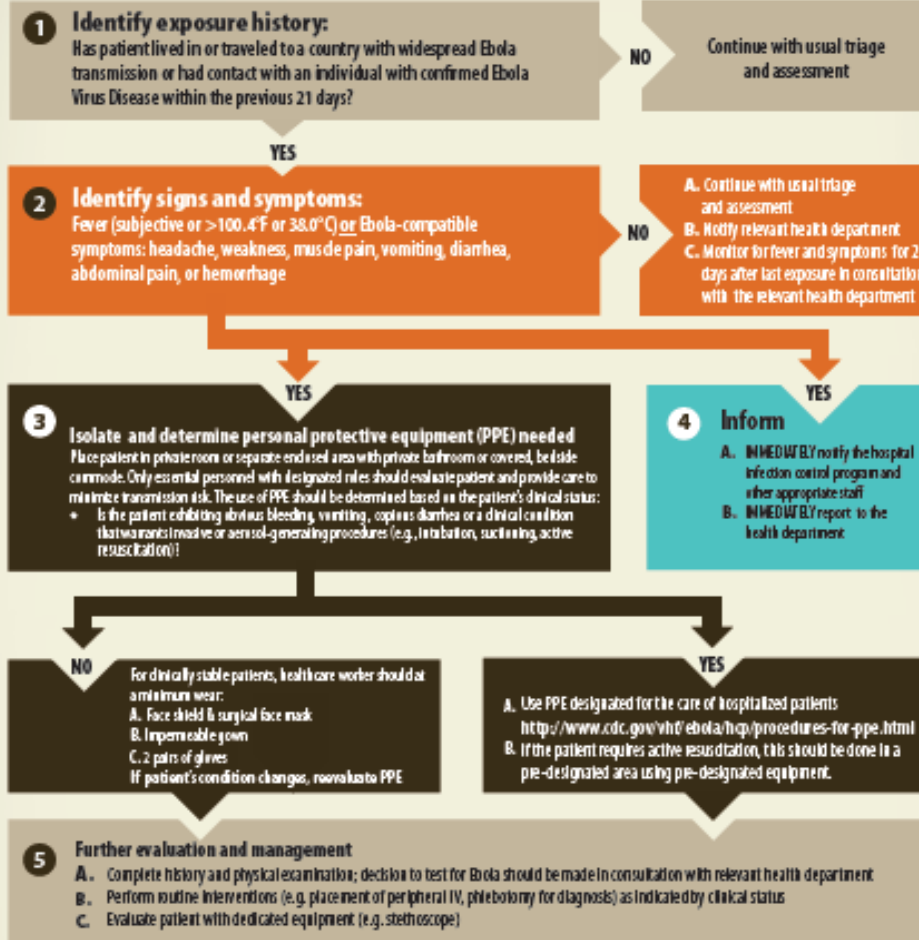 1 Identify exposure history:
Has patient lived in or traveled to a country with widespread Ebola
transmission or had contact with an individual with confirmed Ebola
Virus Disease within the previous 21 days?
NO
Continue with usual triage
and assessment
YES
2 Identify signs and symptoms:
Fever (subjective or >100.4°F or 38.0°C) or Ebola-compatible
symptoms: headache, weakness, muscle pain, vomiting, diarrhea,
abdominal pain, or hemorrhage
NO
A. Continue with usual triage
and assessment
B. Notify relevant health department
C. Monitor for fever and symptoms for 2
days after last exposure in consultation
with the relevant health department
YES
YES
3
Isolate and determine personal protective equipment (PPE) needed
Place patient in private room or separate enclosed area with private bathroom or covered, bedside
commode. Only essential personnel with designated roles should evaluate patient and provide care to
minimize transmission risk. The use of PPE should be determined based on the patient's clinical status:
• Is the patient exhibiting obvious bleeding, vomiting, copious diarrhea or a clinical condition
that warrants invasive or aerosol-generating procedures (e.g., intubation, suctioning, active
resuscitation)?
4 Inform
A. IMMEDIATELY notify the hospital
infection control program and
other appropriate staff
B. IMMEDIATELY report to the
health department
NO
For clinically stable patients, healthcare worker should at
a minimum wear:
A. Face shield & surgical face mask
B. Impermeable gown
C. 2 pairs of gloves
If patient's condition changes, reevaluate PPE
YES
A. Use PPE designated for the care of hospitalized patients
http://www.cdc.gov/vhf/ebola/hcp/procedures-for-ppe.html
B. If the patient requires active resuscitation, this should be done in a
pre-designated area using pre-designated equipment.
5 Further evaluation and management
A. Complete history and physical examination; decision to test for Ebola should be made in consultation with relevant health department
B. Perform routine interventions (e.g. placement of peripheral IV, phlebotomy for diagnosis) as indicated by clinical status
C. Evaluate patient with dedicated equipment (e.g. stethoscope)